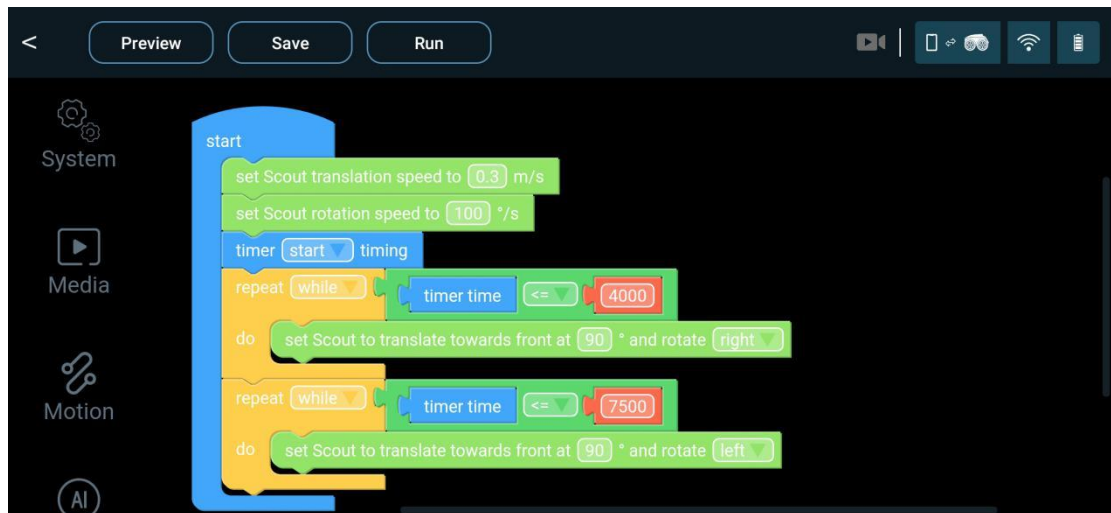 < Preview Save Run
System
Media
Motion
AI
start
set Scout translation speed to 0.3 m/s
set Scout rotation speed to 100 °/s
timer start timing
repeat while timer time <= 4000
do set Scout to translate towards front at 90 ° and rotate right
repeat while timer time <= 7500
do set Scout to translate towards front at 90 ° and rotate left